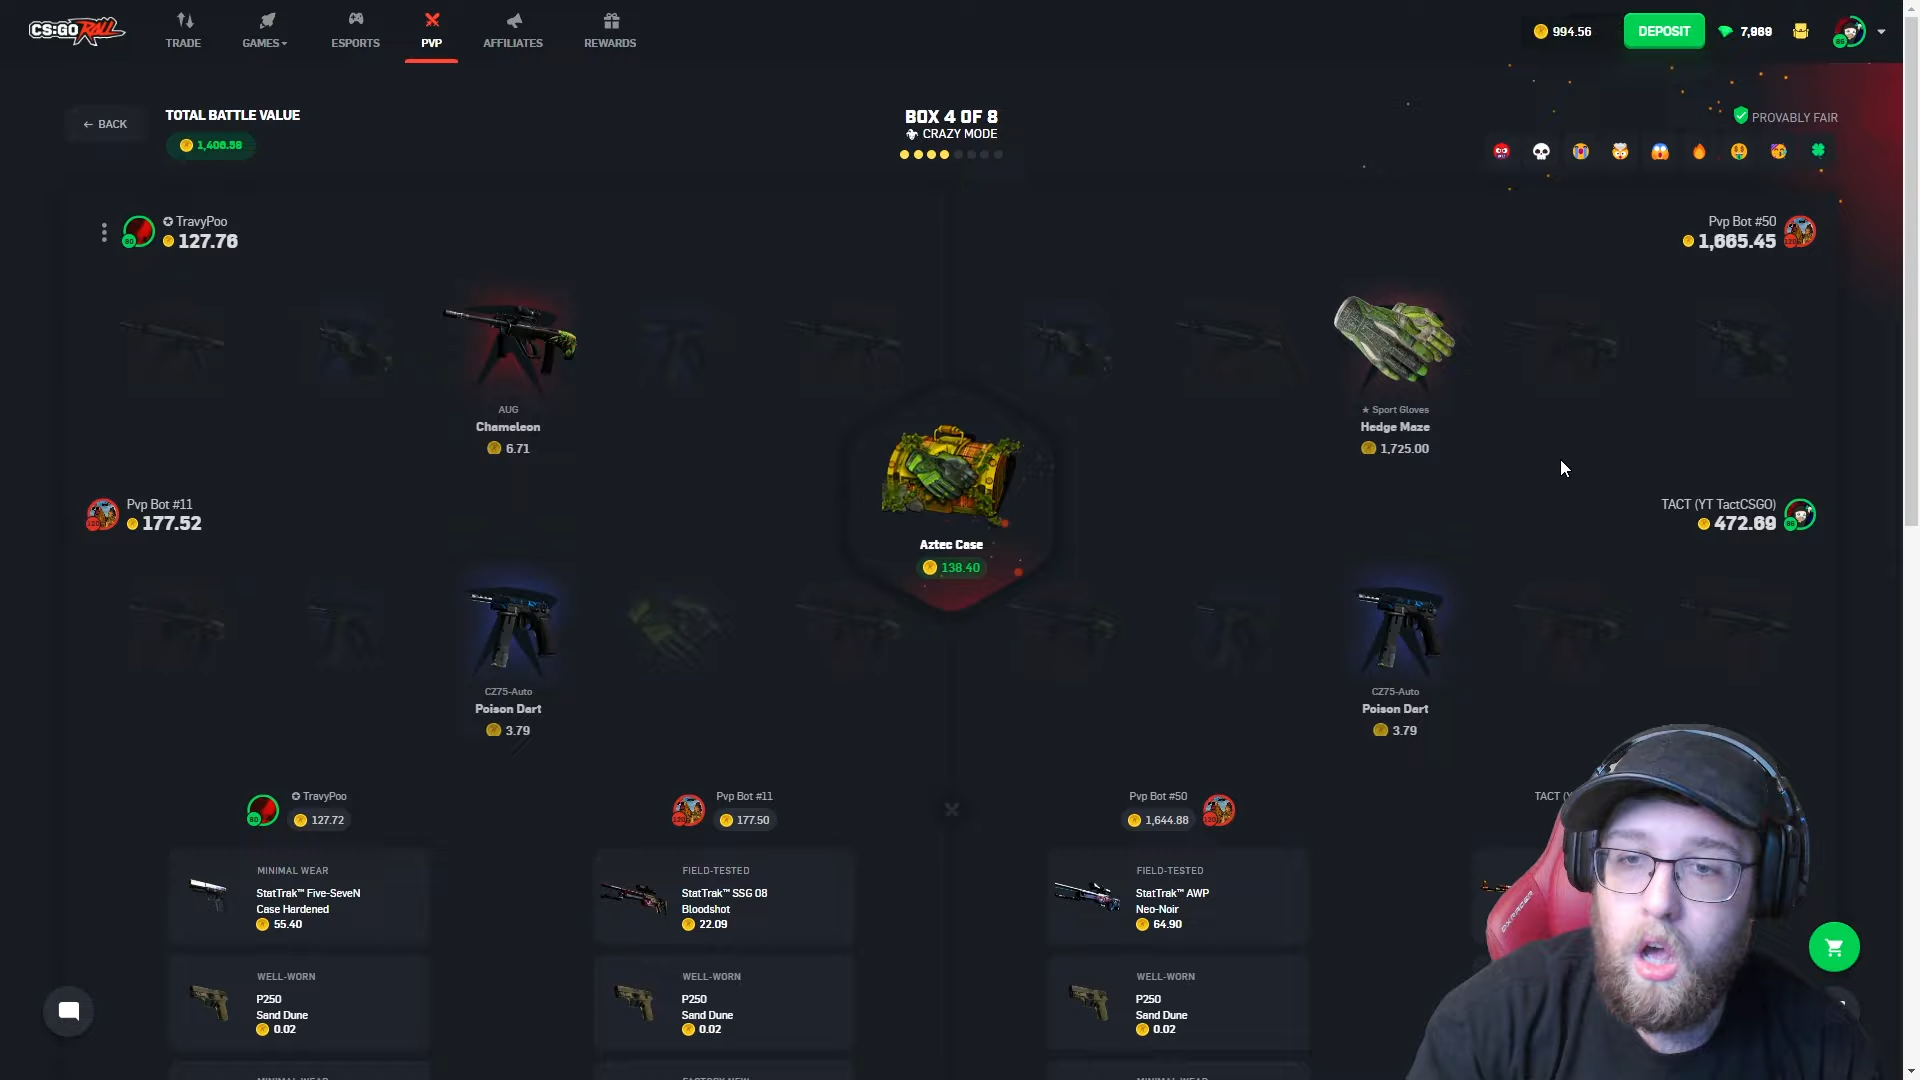 CS:GO ROLL
TRADE
GAMES
ESPORTS
PVP
AFFILIATES
REWARDS
994.56
DEPOSIT
7,969
← BACK
TOTAL BATTLE VALUE
1,406.58
BOX 4 OF 8
CRAZY MODE
PROVABLY FAIR
TravyPoo
127.76
Pvp Bot #50
1,665.45
AUG
Chameleon
6.71
★ Sport Gloves
Hedge Maze
1,725.00
Pvp Bot #11
177.52
TACT (YT TactCSGO)
472.69
Aztec Case
138.40
CZ75-Auto
Poison Dart
3.79
CZ75-Auto
Poison Dart
3.79
TravyPoo
127.72
Pvp Bot #11
177.50
Pvp Bot #50
1,644.88
TACT
MINIMAL WEAR
StatTrak™ Five-SeveN
Case Hardened
55.40
FIELD-TESTED
StatTrak™ SSG 08
Bloodshot
22.09
FIELD-TESTED
StatTrak™ AWP
Neo-Noir
64.90
WELL-WORN
P250
Sand Dune
0.02
WELL-WORN
P250
Sand Dune
0.02
WELL-WORN
P250
Sand Dune
0.02
DXRACER